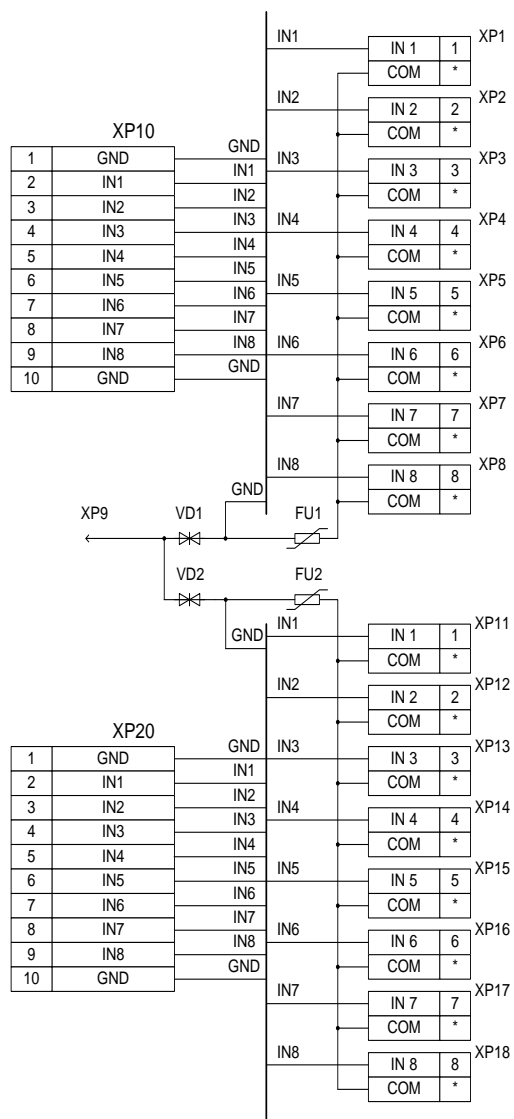 IN1
IN 1 1 XP1
COM *
IN2
IN 2 2 XP2
COM *
IN3
IN 3 3 XP3
COM *
IN4
IN 4 4 XP4
COM *
IN5
IN 5 5 XP5
COM *
IN6
IN 6 6 XP6
COM *
IN7
IN 7 7 XP7
COM *
IN8
IN 8 8 XP8
COM *
XP10
1 GND GND
2 IN1 IN1
3 IN2 IN2
4 IN3 IN3
5 IN4 IN4
6 IN5 IN5
7 IN6 IN6
8 IN7 IN7
9 IN8 IN8
10 GND GND
GND
XP9 VD1 FU1
VD2 FU2
GND
IN1
IN 1 1 XP11
COM *
IN2
IN 2 2 XP12
COM *
IN3
IN 3 3 XP13
COM *
IN4
IN 4 4 XP14
COM *
IN5
IN 5 5 XP15
COM *
IN6
IN 6 6 XP16
COM *
IN7
IN 7 7 XP17
COM *
IN8
IN 8 8 XP18
COM *
XP20
1 GND GND
2 IN1 IN1
3 IN2 IN2
4 IN3 IN3
5 IN4 IN4
6 IN5 IN5
7 IN6 IN6
8 IN7 IN7
9 IN8 IN8
10 GND GND